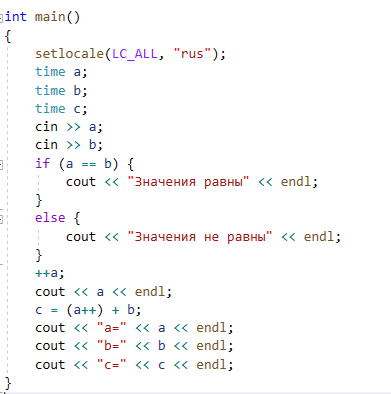 int main()
{
    setlocale(LC_ALL, "rus");
    time a;
    time b;
    time c;
    cin >> a;
    cin >> b;
    if (a == b) {
        cout << "Значения равны" << endl;
    }
    else {
        cout << "Значения не равны" << endl;
    }
    ++a;
    cout << a << endl;
    c = (a++) + b;
    cout << "a=" << a << endl;
    cout << "b=" << b << endl;
    cout << "c=" << c << endl;
}